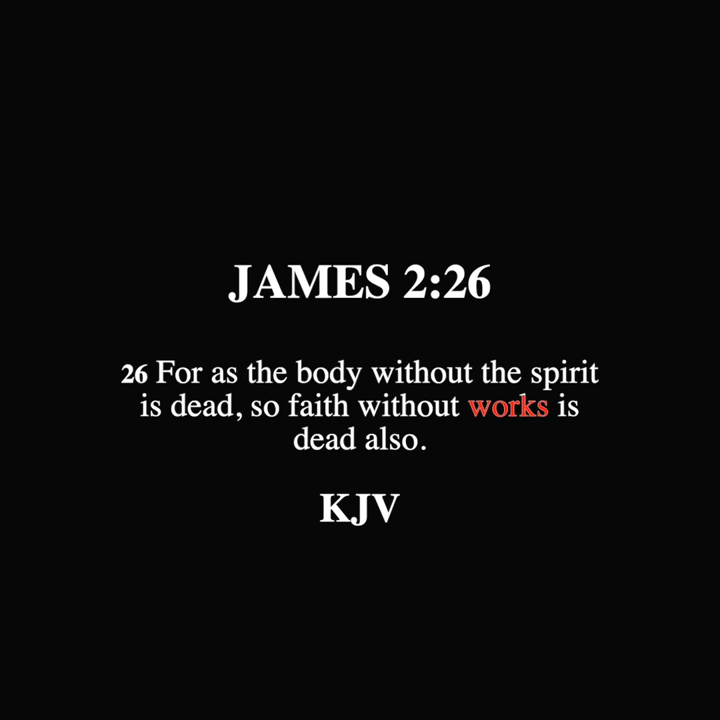 JAMES 2:26
26 For as the body without the spirit
is dead, so faith without works is
dead also.
KJV